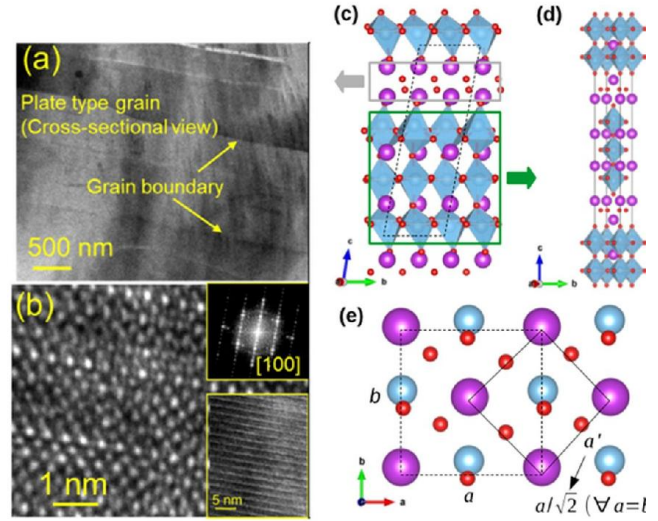 (a)
Plate type grain
(Cross-sectional view)
Grain boundary
500 nm
(b)
[100]
1 nm
5 nm
(c)
c
b
(d)
c
b
(e)
b
a'
a
a/√2 (∀ a=b
b
a